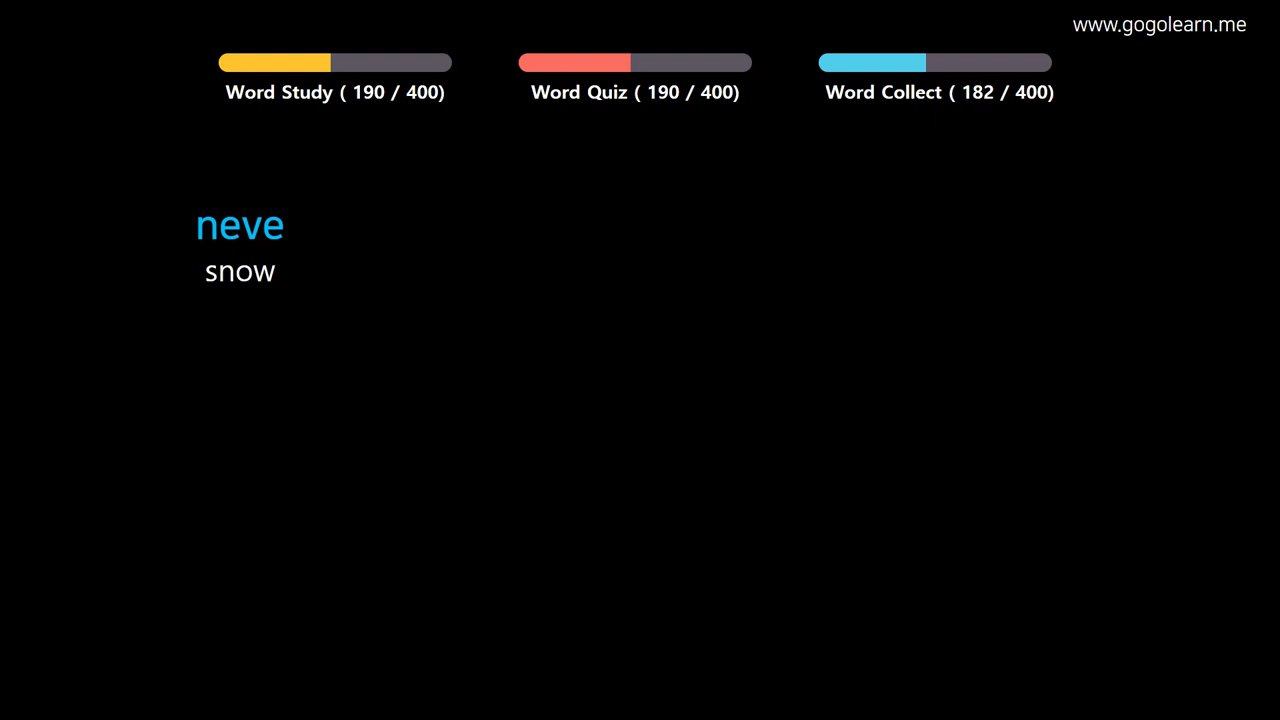 www.gogolearn.me
Word Study ( 190 / 400)
Word Quiz ( 190 / 400)
Word Collect ( 182 / 400)
neve
snow